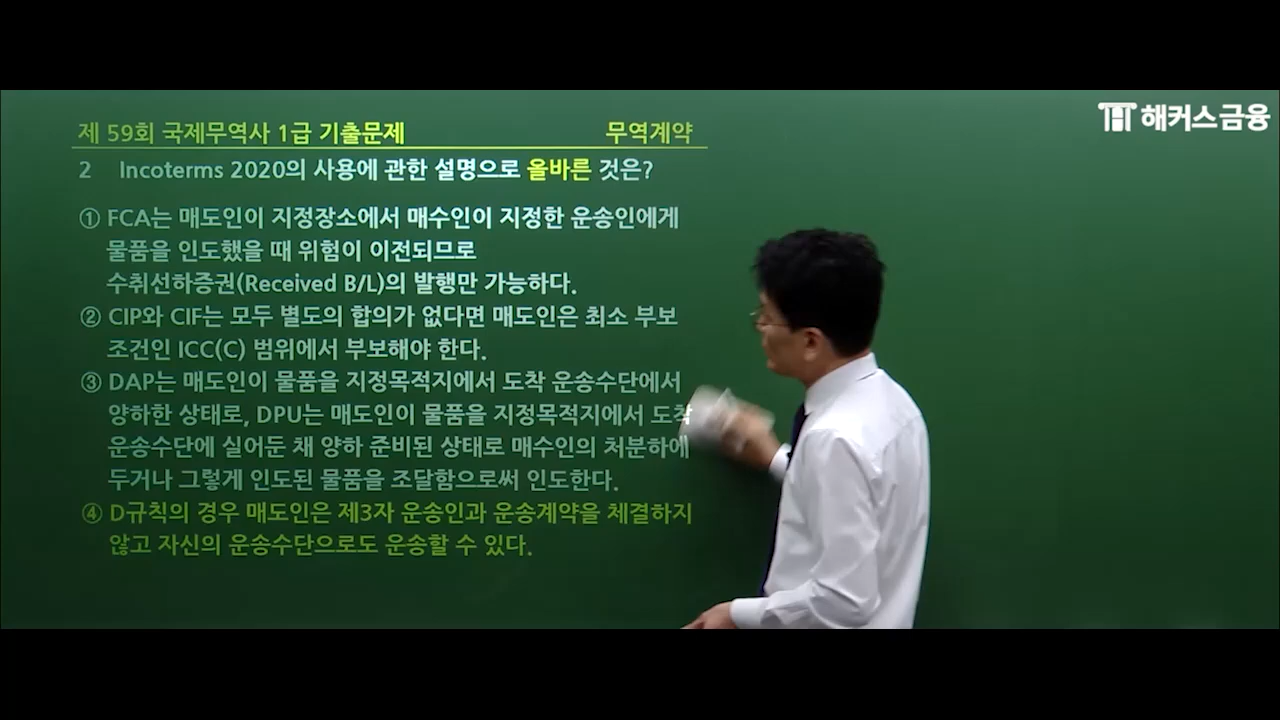 해커스금융
제 59회 국제무역사 1급 기출문제 무역계약
2 Incoterms 2020의 사용에 관한 설명으로 올바른 것은?
① FCA는 매도인이 지정장소에서 매수인이 지정한 운송인에게
물품을 인도했을 때 위험이 이전되므로
수취선하증권(Received B/L)의 발행만 가능하다.
② CIP와 CIF는 모두 별도의 합의가 없다면 매도인은 최소 부보
조건인 ICC(C) 범위에서 부보해야 한다.
③ DAP는 매도인이 물품을 지정목적지에서 도착 운송수단에서
양하한 상태로, DPU는 매도인이 물품을 지정목적지에서 도착
운송수단에 실어둔 채 양하 준비된 상태로 매수인의 처분하에
두거나 그렇게 인도된 물품을 조달함으로써 인도한다.
④ D규칙의 경우 매도인은 제3자 운송인과 운송계약을 체결하지
않고 자신의 운송수단으로도 운송할 수 있다.